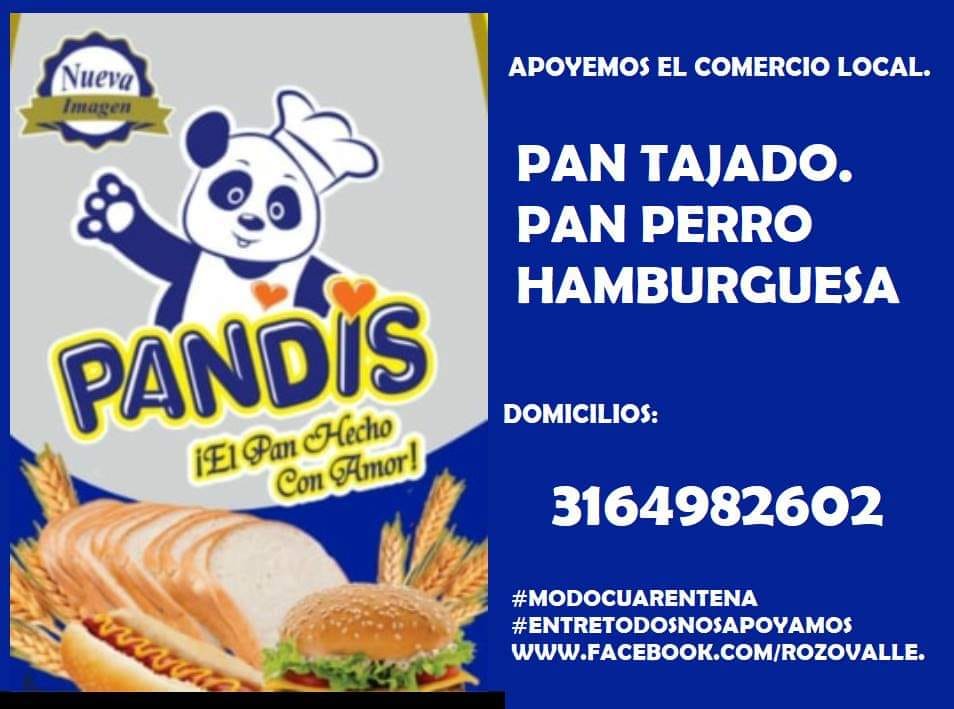 Nueva
Imagen
PANDIS
¡El Pan Hecho
Con Amor!
APOYEMOS EL COMERCIO LOCAL.
PAN TAJADO.
PAN PERRO
HAMBURGUESA
DOMICILIOS:
3164982602
#MODOCUARENTENA
#ENTRETODOSNOSAPOYAMOS
WWW.FACEBOOK.COM/ROZOVALLE.